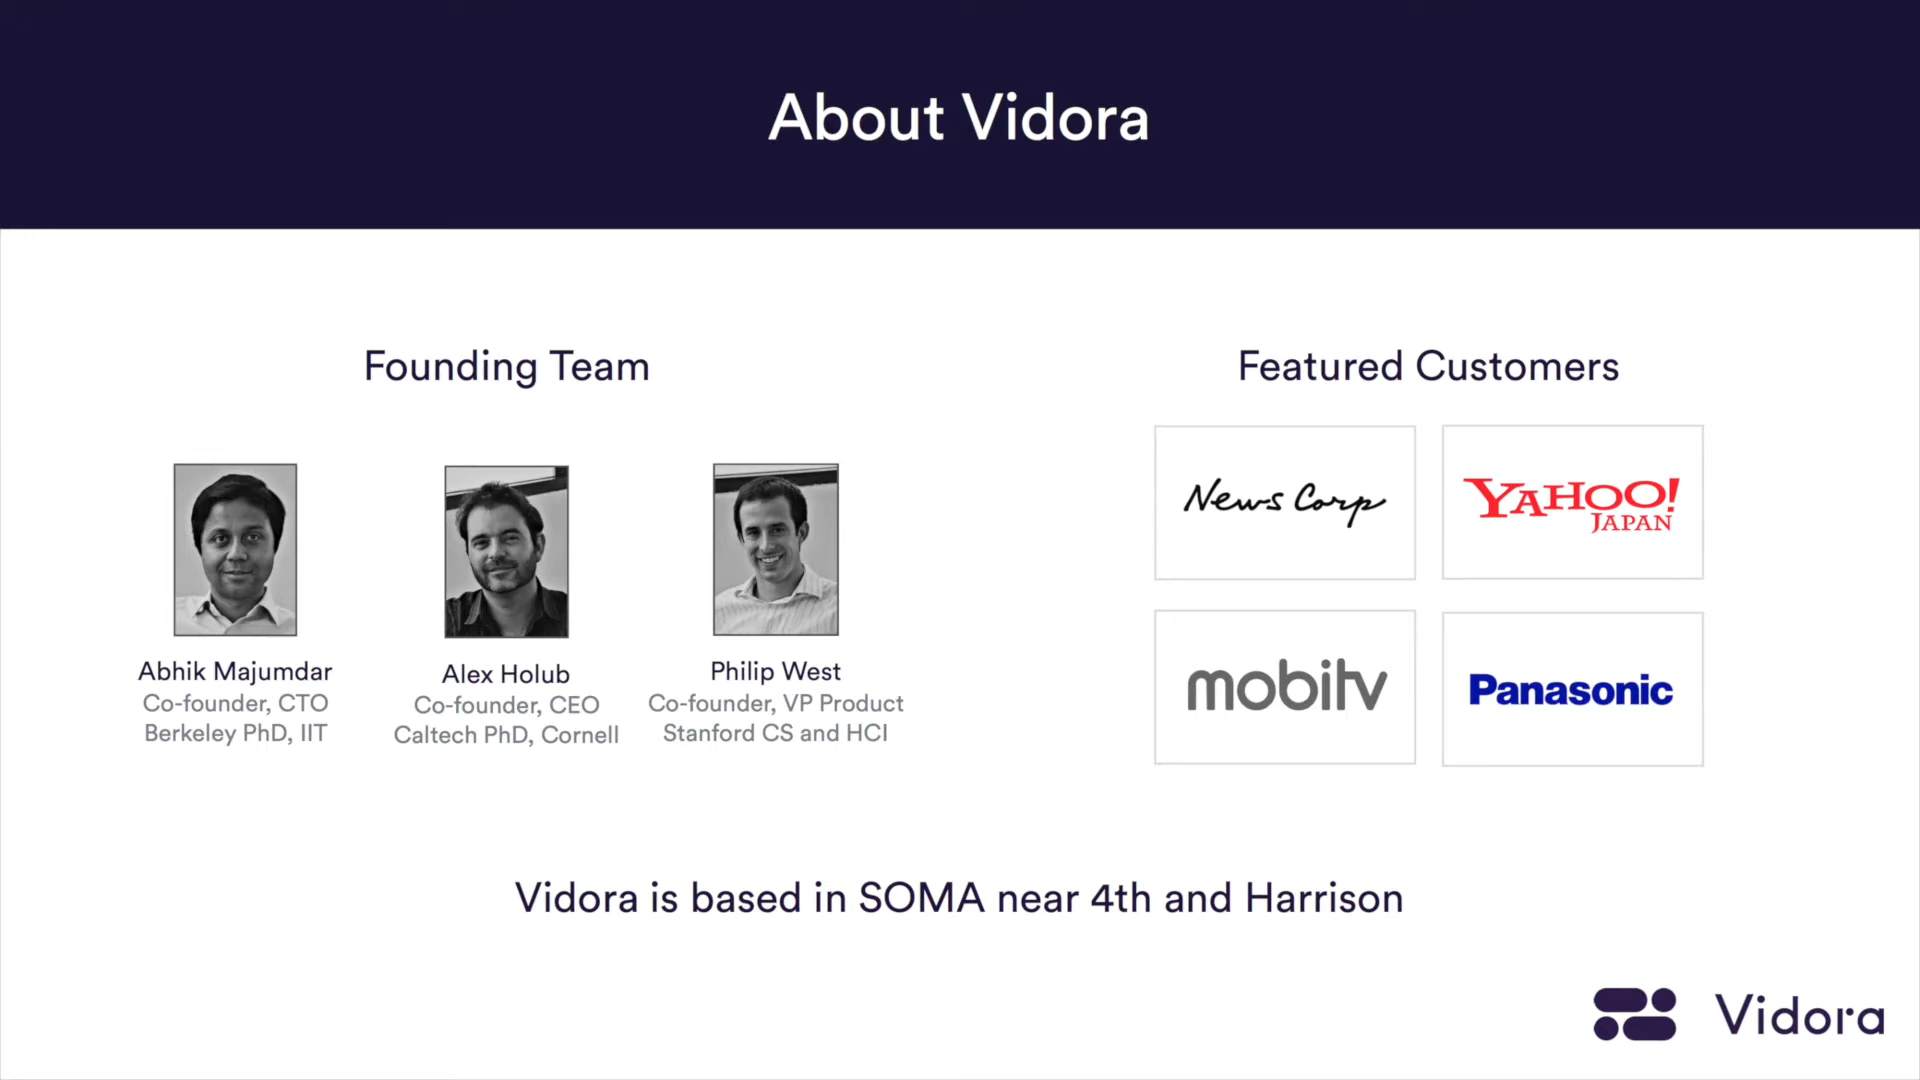 About Vidora
Founding Team
Abhik Majumdar
Co-founder, CTO
Berkeley PhD, IIT
Alex Holub
Co-founder, CEO
Caltech PhD, Cornell
Philip West
Co-founder, VP Product
Stanford CS and HCI
Featured Customers
News Corp
YAHOO!
JAPAN
mobitv
Panasonic
Vidora is based in SOMA near 4th and Harrison
Vidora